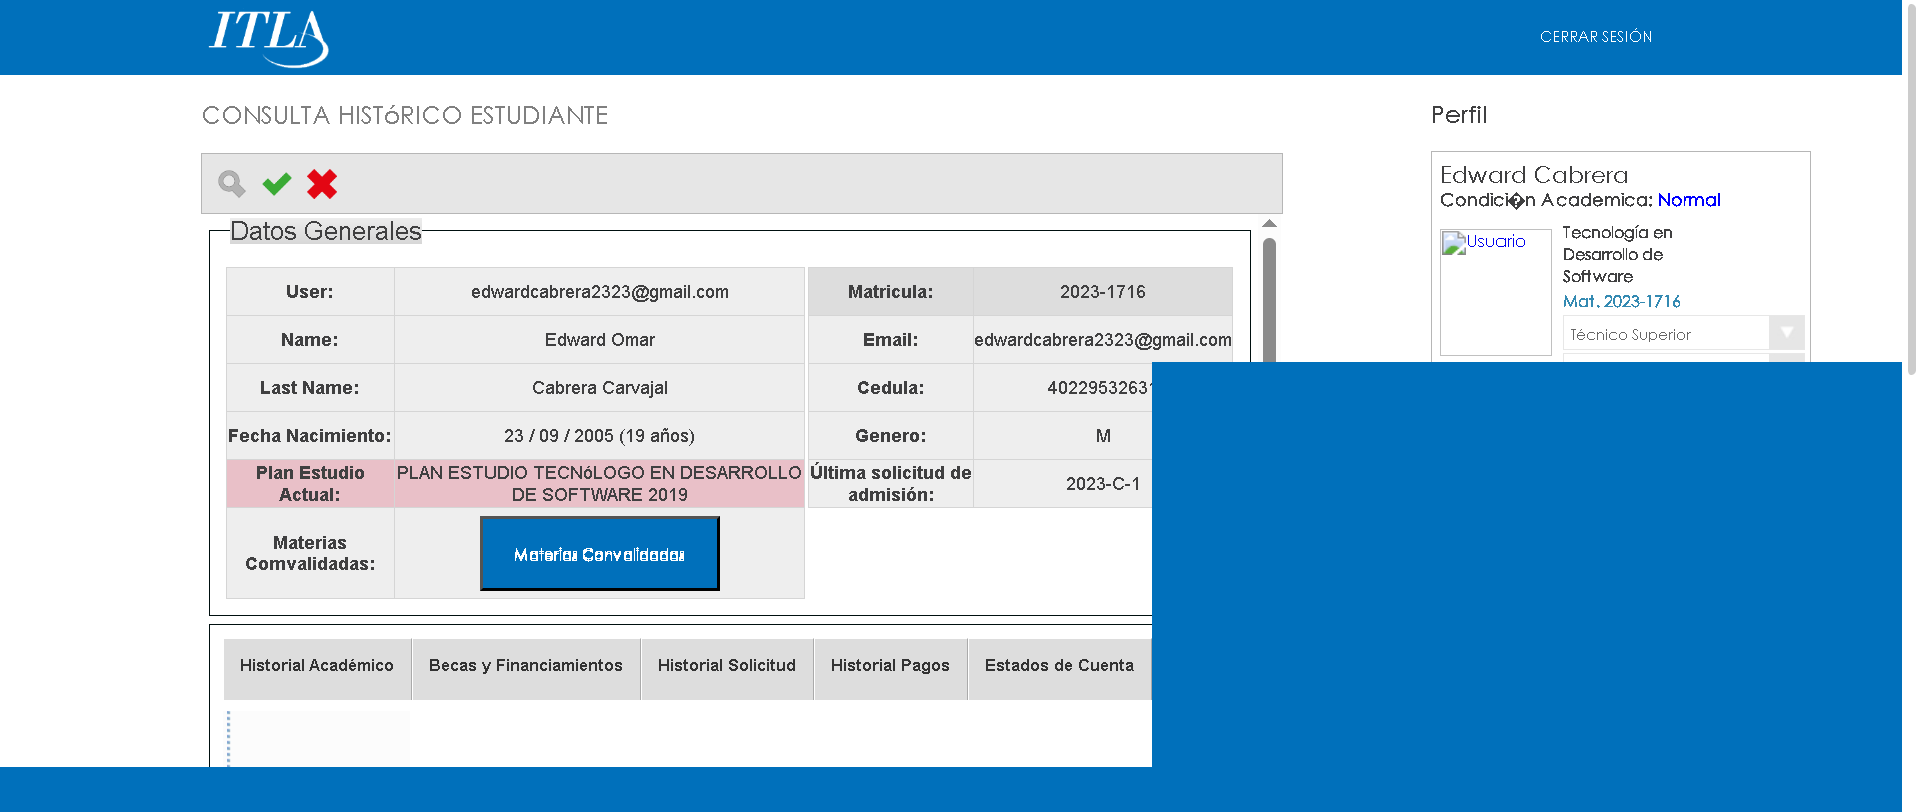 ITLA
CERRAR SESIÓN
CONSULTA HISTóRICO ESTUDIANTE
Perfil
Edward Cabrera
Condici�n Academica: Normal
Usuario
Tecnología en
Desarrollo de
Software
Mat. 2023-1716
Técnico Superior
Datos Generales
User: edwardcabrera2323@gmail.com Matricula: 2023-1716
Name: Edward Omar Email: edwardcabrera2323@gmail.com
Last Name: Cabrera Carvajal Cedula: 4022953263
Fecha Nacimiento: 23 / 09 / 2005 (19 años) Genero: M
Plan Estudio
Actual:
PLAN ESTUDIO TECNóLOGO EN DESARROLLO
DE SOFTWARE 2019
Última solicitud de
admisión:
2023-C-1
Materias
Comvalidadas:
Materias Convalidadas
Historial Académico Becas y Financiamientos Historial Solicitud Historial Pagos Estados de Cuenta